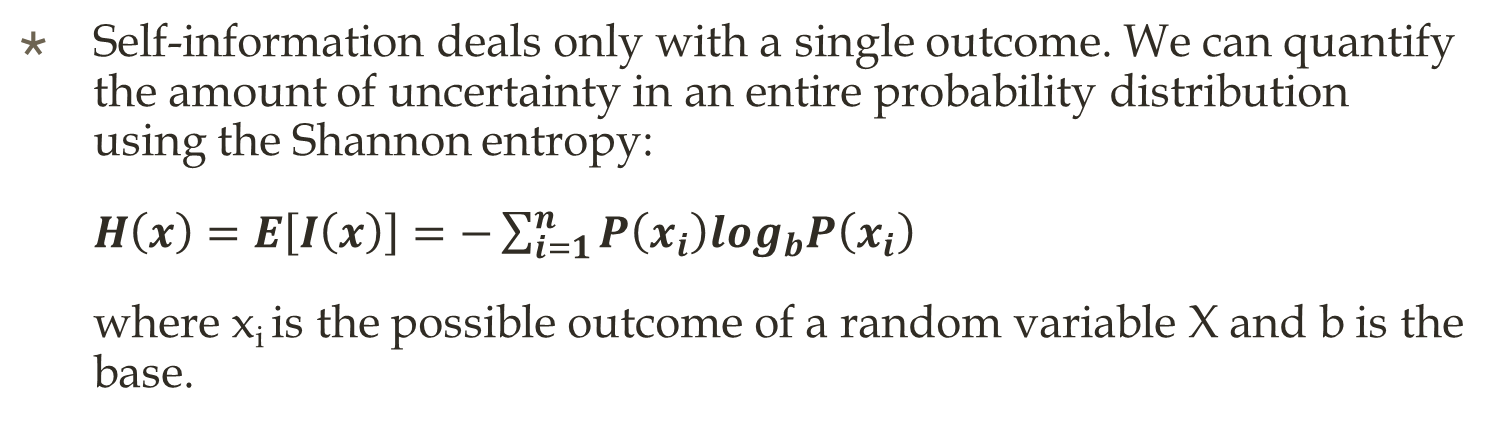 * Self-information deals only with a single outcome. We can quantify
the amount of uncertainty in an entire probability distribution
using the Shannon entropy:
H(x) = E[I(x)] = − ∑ⁿᵢ₌₁ P(xᵢ)log_b P(xᵢ)
where xᵢ is the possible outcome of a random variable X and b is the
base.